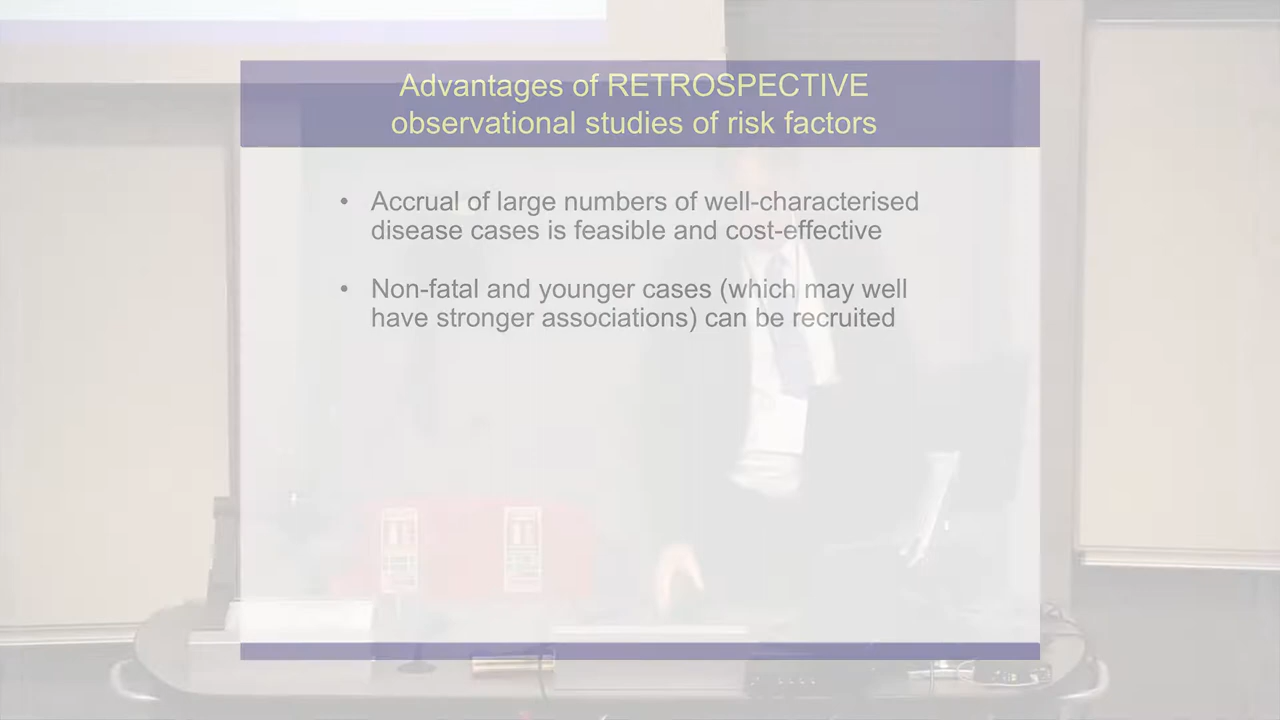 Advantages of RETROSPECTIVE
observational studies of risk factors
• Accrual of large numbers of well-characterised
disease cases is feasible and cost-effective
• Non-fatal and younger cases (which may well
have stronger associations) can be recruited